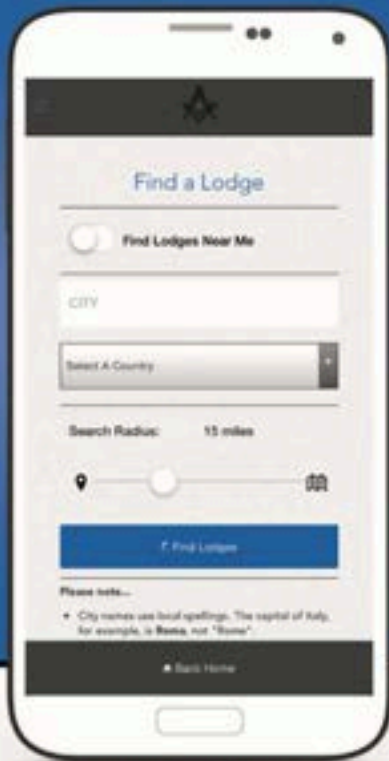 Find a Lodge
Find Lodges Near Me
CITY
Select A Country
Search Radius: 15 miles
Find Lodges
Please note...
• City names use local spellings. The capital of Italy,
for example, is Roma, not "Rome".
Back Home